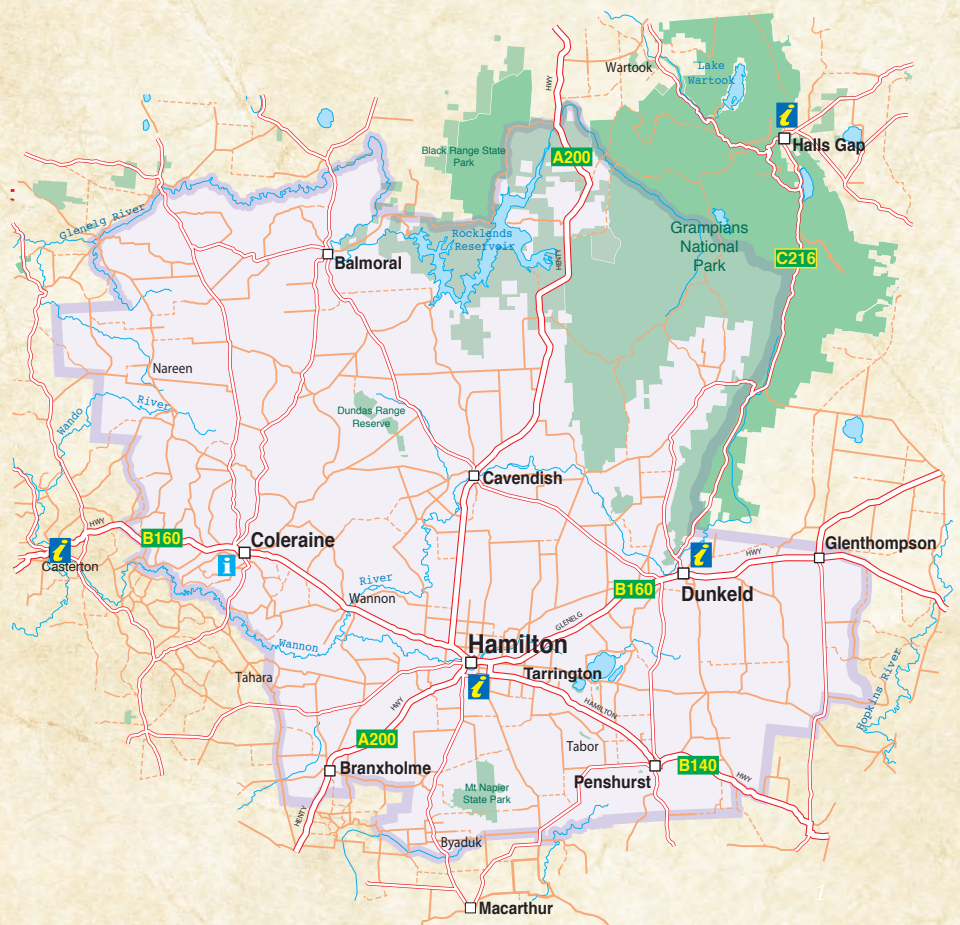 HWY
Wartook
Lake
Wartook
i
Halls Gap
Black Range State
Park
A200
Glenelg River
Rocklands
Reservoir
Grampians
National
Park
HENTY
C216
Balmoral
Nareen
Wando
River
Dundas Range
Reserve
Cavendish
HWY
B160
i
Casterton
Coleraine
i
i
HWY
Glenthompson
B160
Dunkeld
River
Wannon
GLENELG
Wannon
Hamilton
Tarrington
i
Tahara
HWY
HAMILTON
Hopkins River
A200
Tabor
Branxholme
Penshurst
B140
HWY
Mt Napier
State Park
HENTY
Byaduk
Macarthur
1